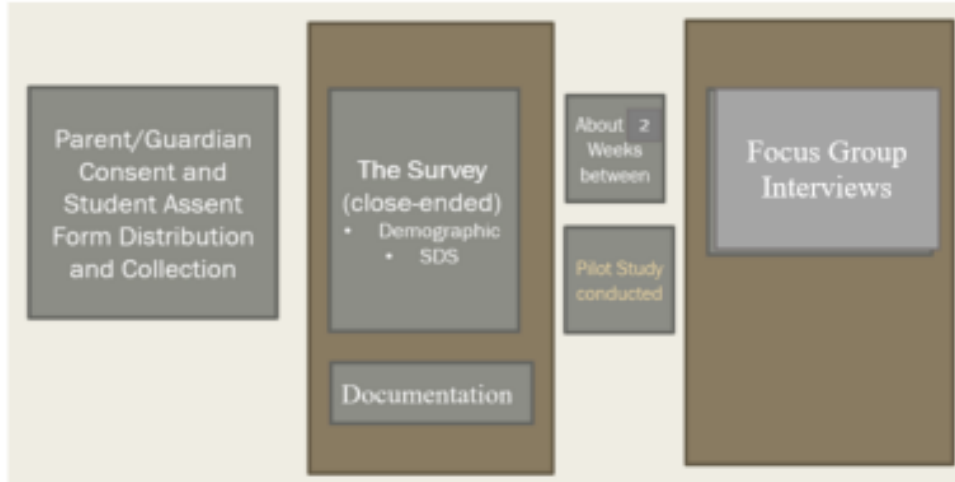 Parent/Guardian
Consent and
Student Assent
Form Distribution
and Collection
The Survey
(close-ended)
• Demographic
• SDS
Documentation
About 2
Weeks
between
Pilot Study
conducted
Focus Group
Interviews